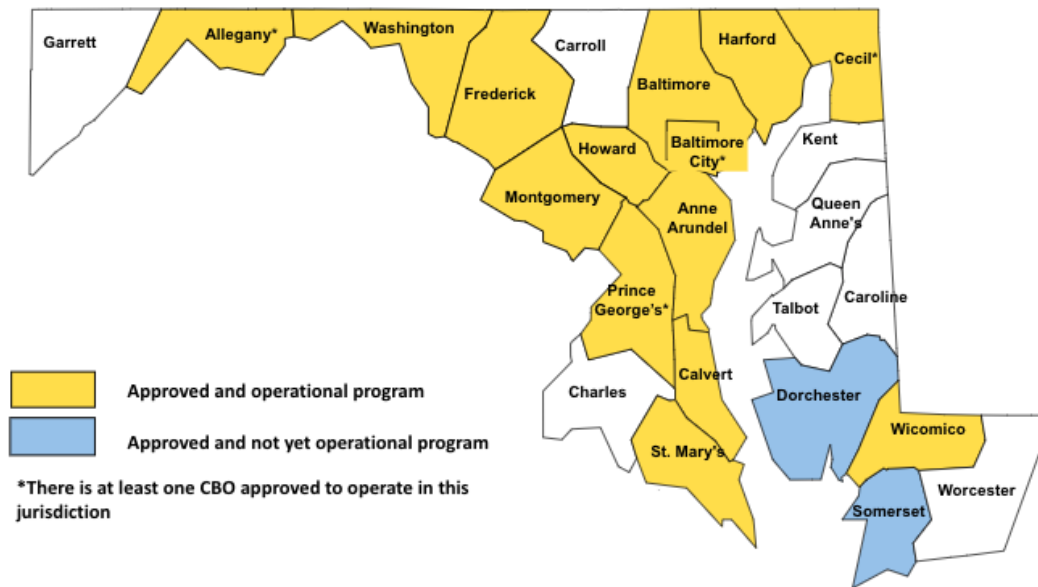 Garrett
Allegany*
Washington
Frederick
Carroll
Baltimore
Harford
Cecil*
Baltimore
City*
Howard
Montgomery
Kent
Queen
Anne's
Anne
Arundel
Prince
George's*
Talbot
Caroline
Charles
Calvert
St. Mary's
Dorchester
Wicomico
Worcester
Somerset
Approved and operational program
Approved and not yet operational program
*There is at least one CBO approved to operate in this
jurisdiction